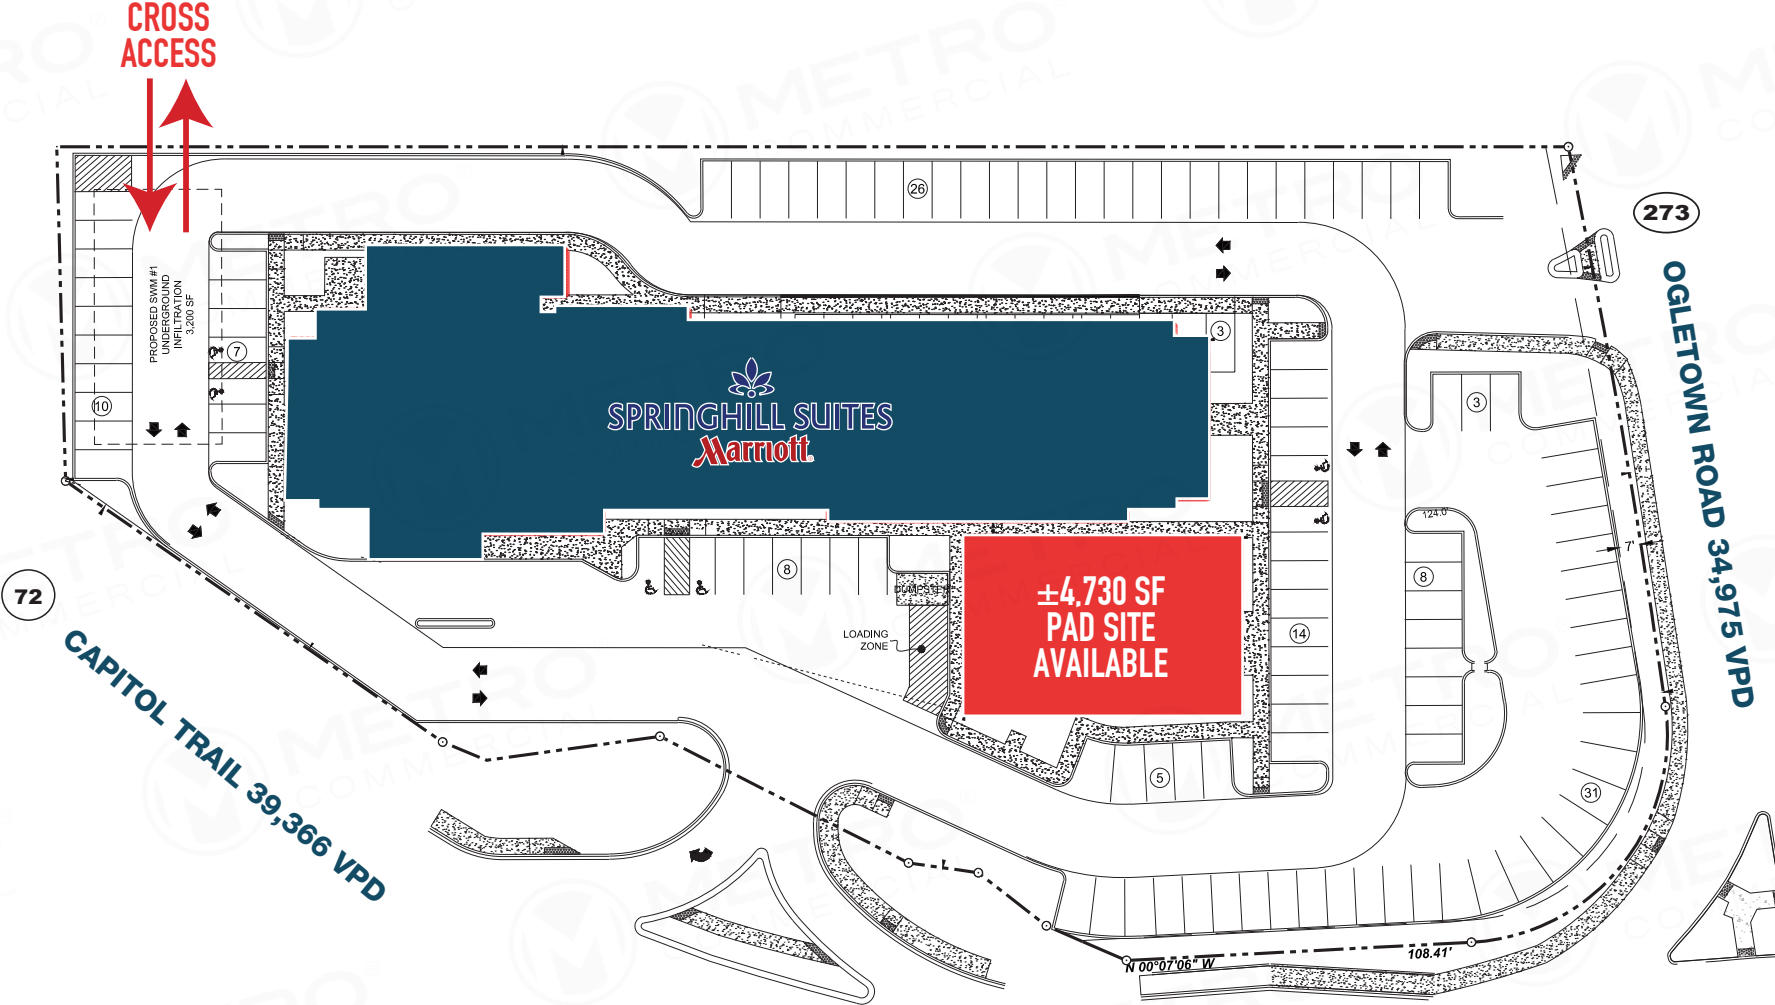 CROSS
ACCESS
26
273
PROPOSED SWM #1
UNDERGROUND
INFILTRATION
3,200 SF
7
10
3
3
SPRINGHILL SUITES
Marriott.
OGLETOWN ROAD 34,975 VPD
124.0'
7'
8
8
72
DUMPSTER
±4,730 SF
PAD SITE
AVAILABLE
LOADING
ZONE
14
CAPITOL TRAIL 39,366 VPD
5
31
N 00°07'06" W
108.41'
METRO
COMMERCIAL